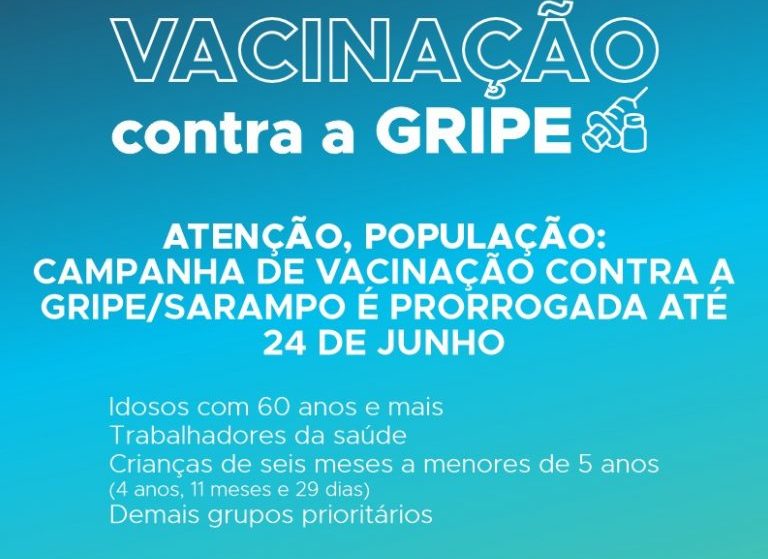 VACINAÇÃO
contra a GRIPE
ATENÇÃO, POPULAÇÃO:
CAMPANHA DE VACINAÇÃO CONTRA A
GRIPE/SARAMPO É PRORROGADA ATÉ
24 DE JUNHO
Idosos com 60 anos e mais
Trabalhadores da saúde
Crianças de seis meses a menores de 5 anos
(4 anos, 11 meses e 29 dias)
Demais grupos prioritários